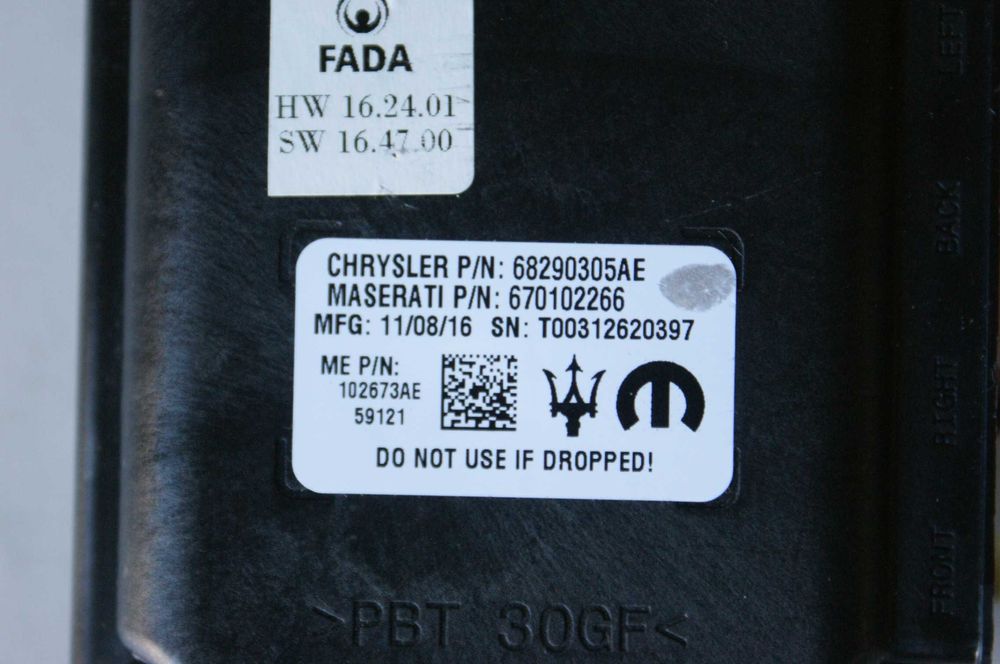 FADA
HW 16.24.01
SW 16.47.00
CHRYSLER P/N: 68290305AE
MASERATI P/N: 670102266
MFG: 11/08/16 SN: T00312620397
ME P/N:
102673AE
59121
DO NOT USE IF DROPPED!
>PBT 30GF<
FRONT RIGHT BACK LEFT